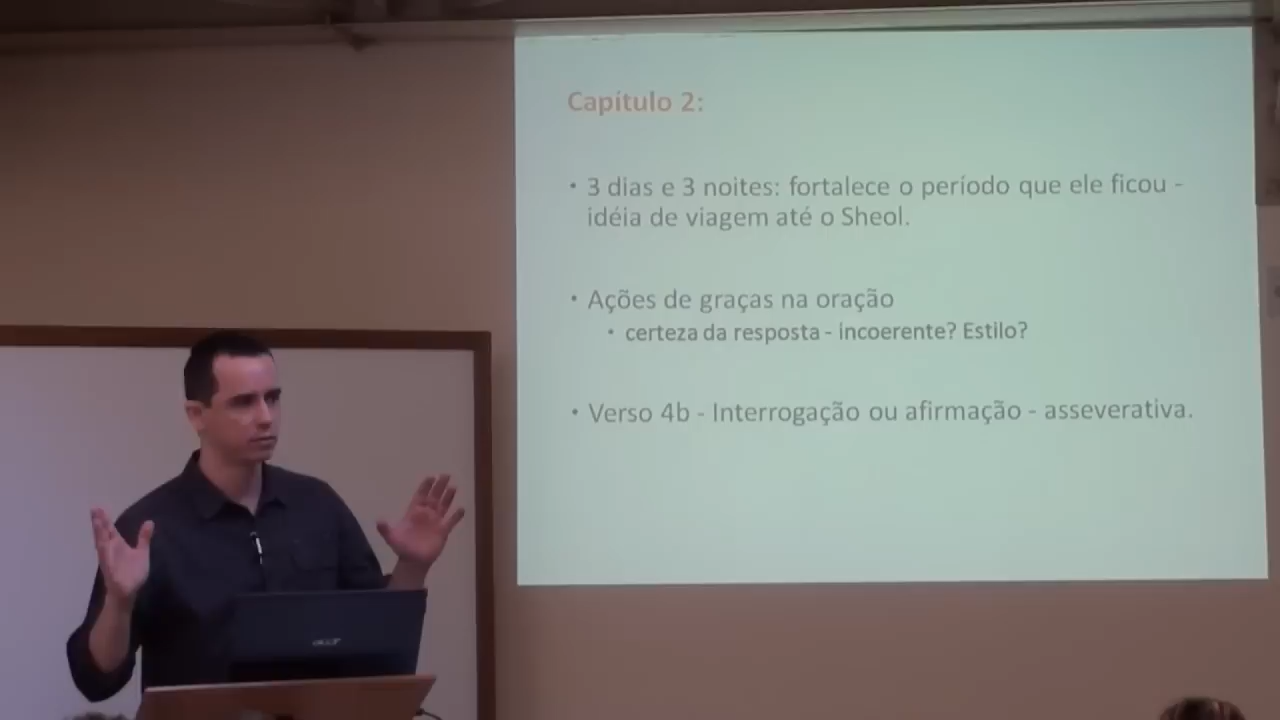 Capítulo 2:
• 3 dias e 3 noites: fortalece o período que ele ficou -
idéia de viagem até o Sheol.
• Ações de graças na oração
• certeza da resposta - incoerente? Estilo?
• Verso 4b - Interrogação ou afirmação - asseverativa.
acer